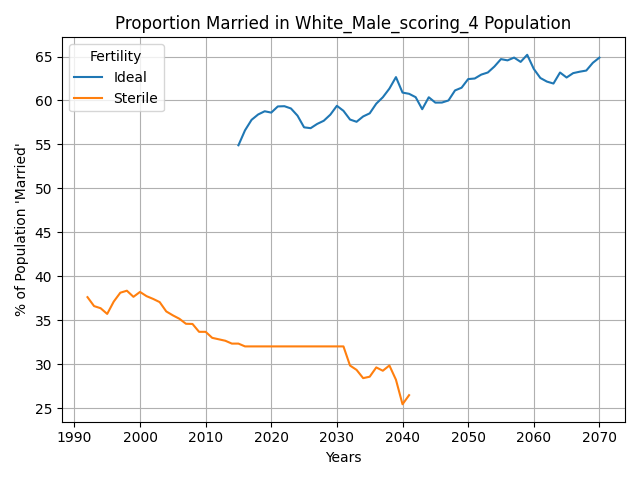 Proportion Married in White_Male_scoring_4 Population
% of Population 'Married'
65
60
55
50
45
40
35
30
25
Fertility
Ideal
Sterile
1990 2000 2010 2020 2030 2040 2050 2060 2070
Years